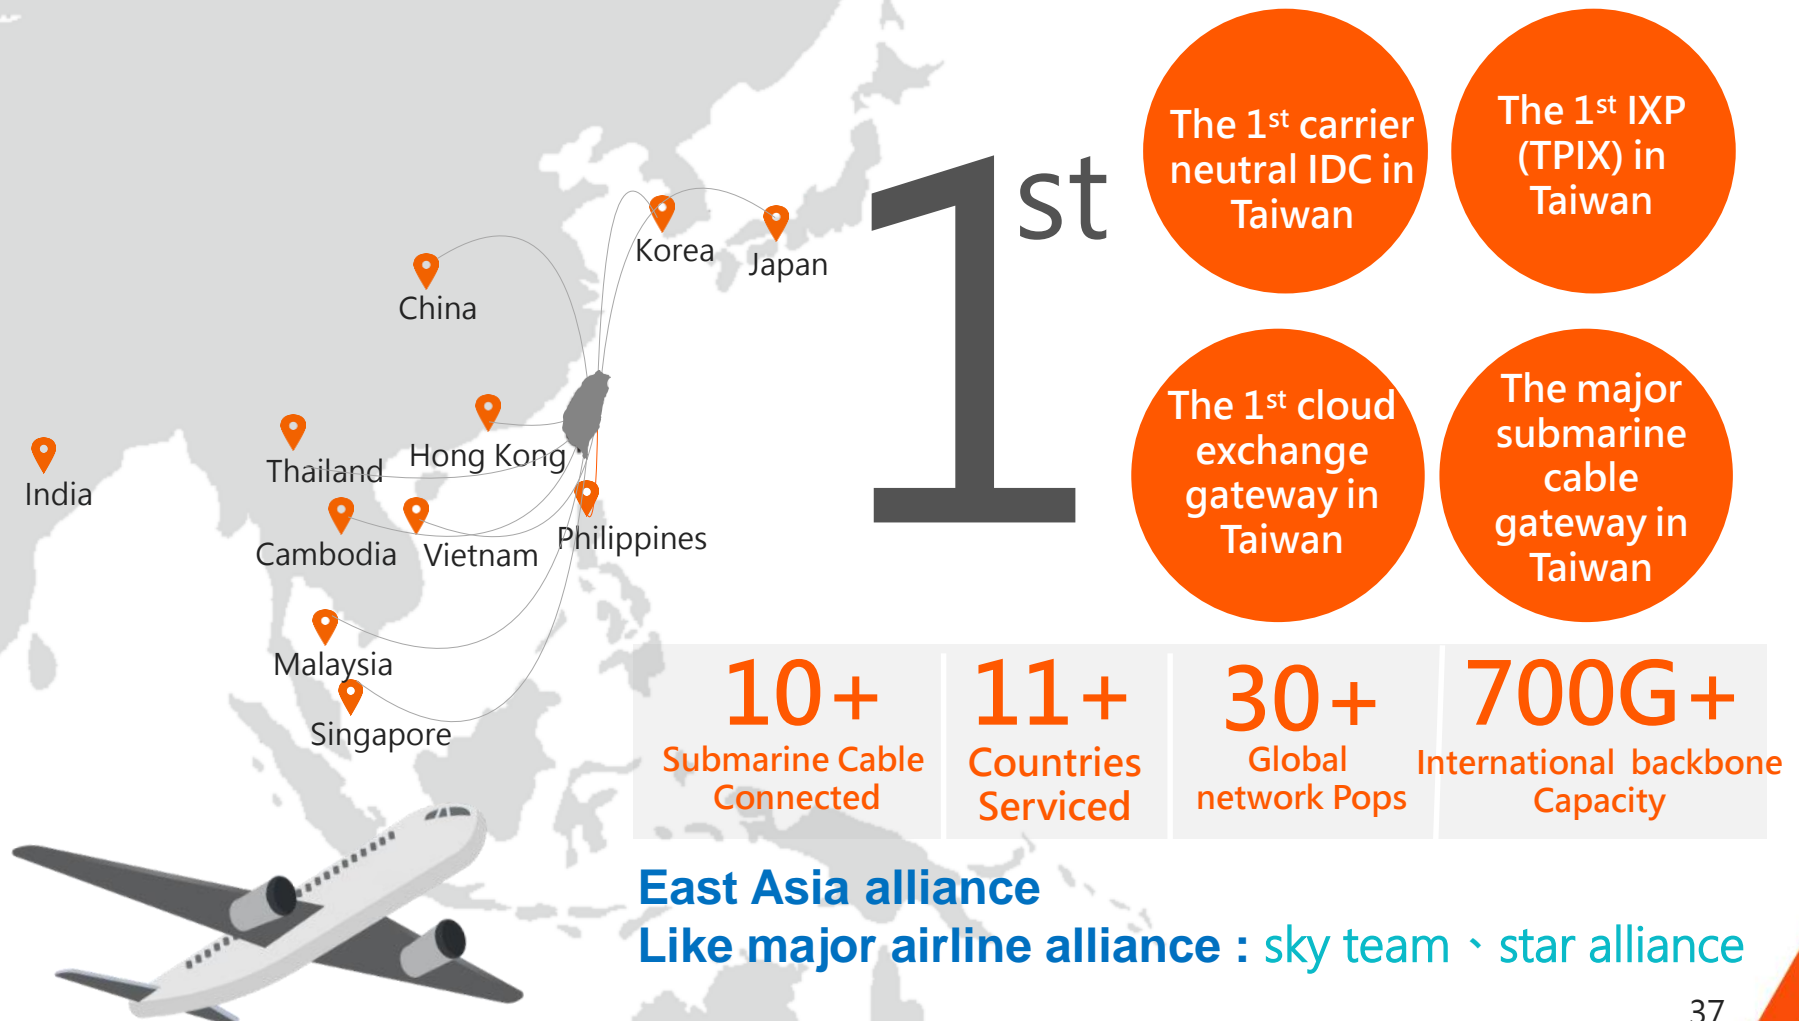 Korea
Japan
China
Hong Kong
Thailand
India
Philippines
Cambodia
Vietnam
Malaysia
Singapore
1st
The 1st carrier
neutral IDC in
Taiwan
The 1st IXP
(TPIX) in
Taiwan
The 1st cloud
exchange
gateway in
Taiwan
The major
submarine
cable
gateway in
Taiwan
10+
Submarine Cable
Connected
11+
Countries
Serviced
30+
Global
network Pops
700G+
International backbone
Capacity
East Asia alliance
Like major airline alliance : sky team、star alliance
37